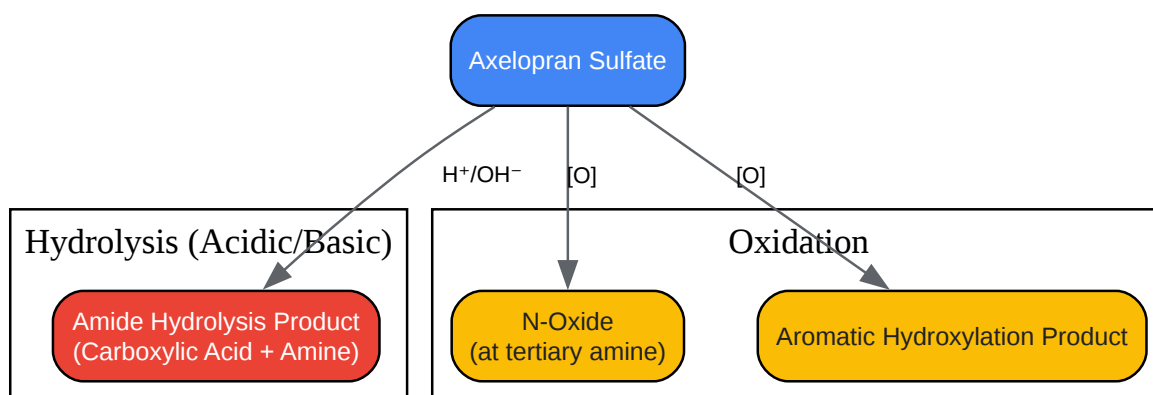 Axelopran Sulfate
H⁺/OH⁻
[O]
[O]
Hydrolysis (Acidic/Basic)
Oxidation
Amide Hydrolysis Product
(Carboxylic Acid + Amine)
N-Oxide
(at tertiary amine)
Aromatic Hydroxylation Product